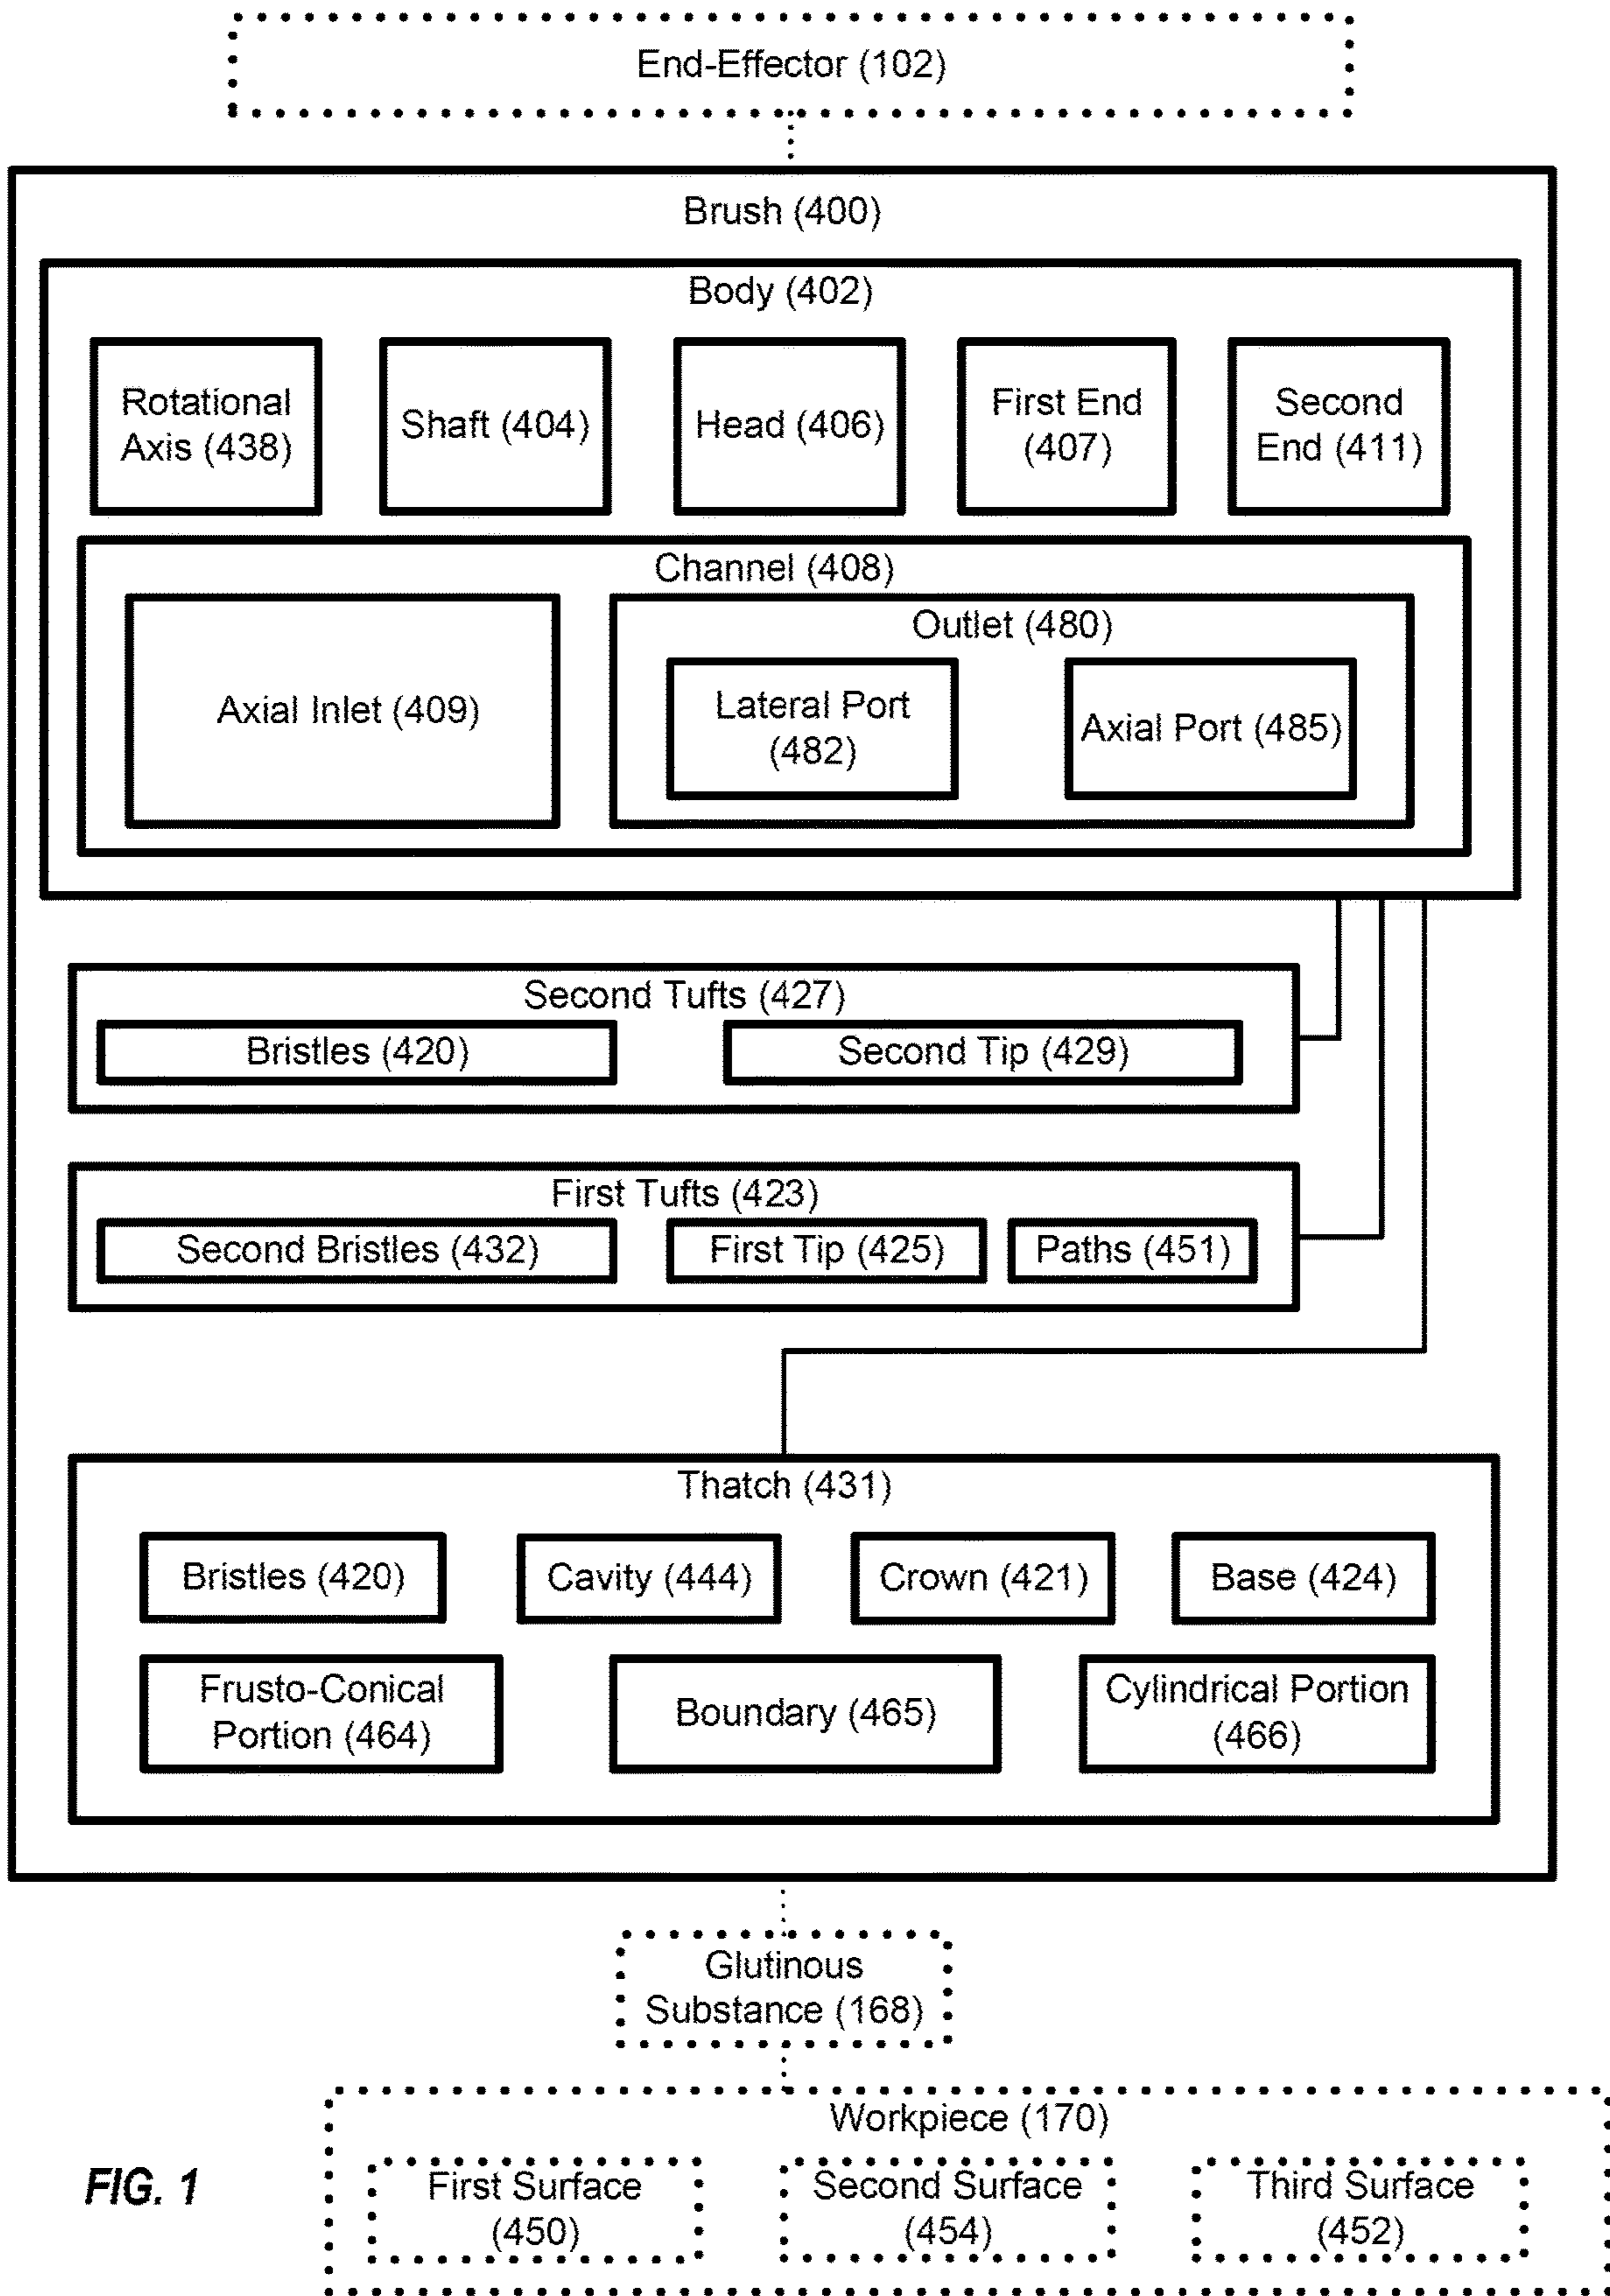 End-Effector (102)
Brush (400)
Body (402)
Rotational
Axis (438)
Shaft (404)
Head (406)
First End
(407)
Second
End (411)
Channel (408)
Axial Inlet (409)
Outlet (480)
Lateral Port
(482)
Axial Port (485)
Second Tufts (427)
Bristles (420)
Second Tip (429)
First Tufts (423)
Second Bristles (432)
First Tip (425)
Paths (451)
Thatch (431)
Bristles (420)
Cavity (444)
Crown (421)
Base (424)
Frusto-Conical
Portion (464)
Boundary (465)
Cylindrical Portion
(466)
Glutinous
Substance (168)
Workpiece (170)
First Surface
(450)
Second Surface
(454)
Third Surface
(452)
FIG. 1